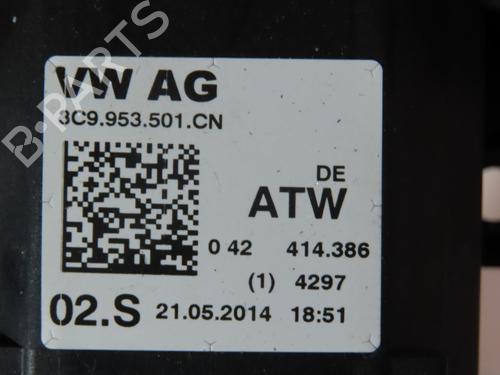 VW AG
3C9.953.501.CN
DE
ATW
0 42 414.386
(1) 4297
02.S 21.05.2014 18:51
B-PARTS